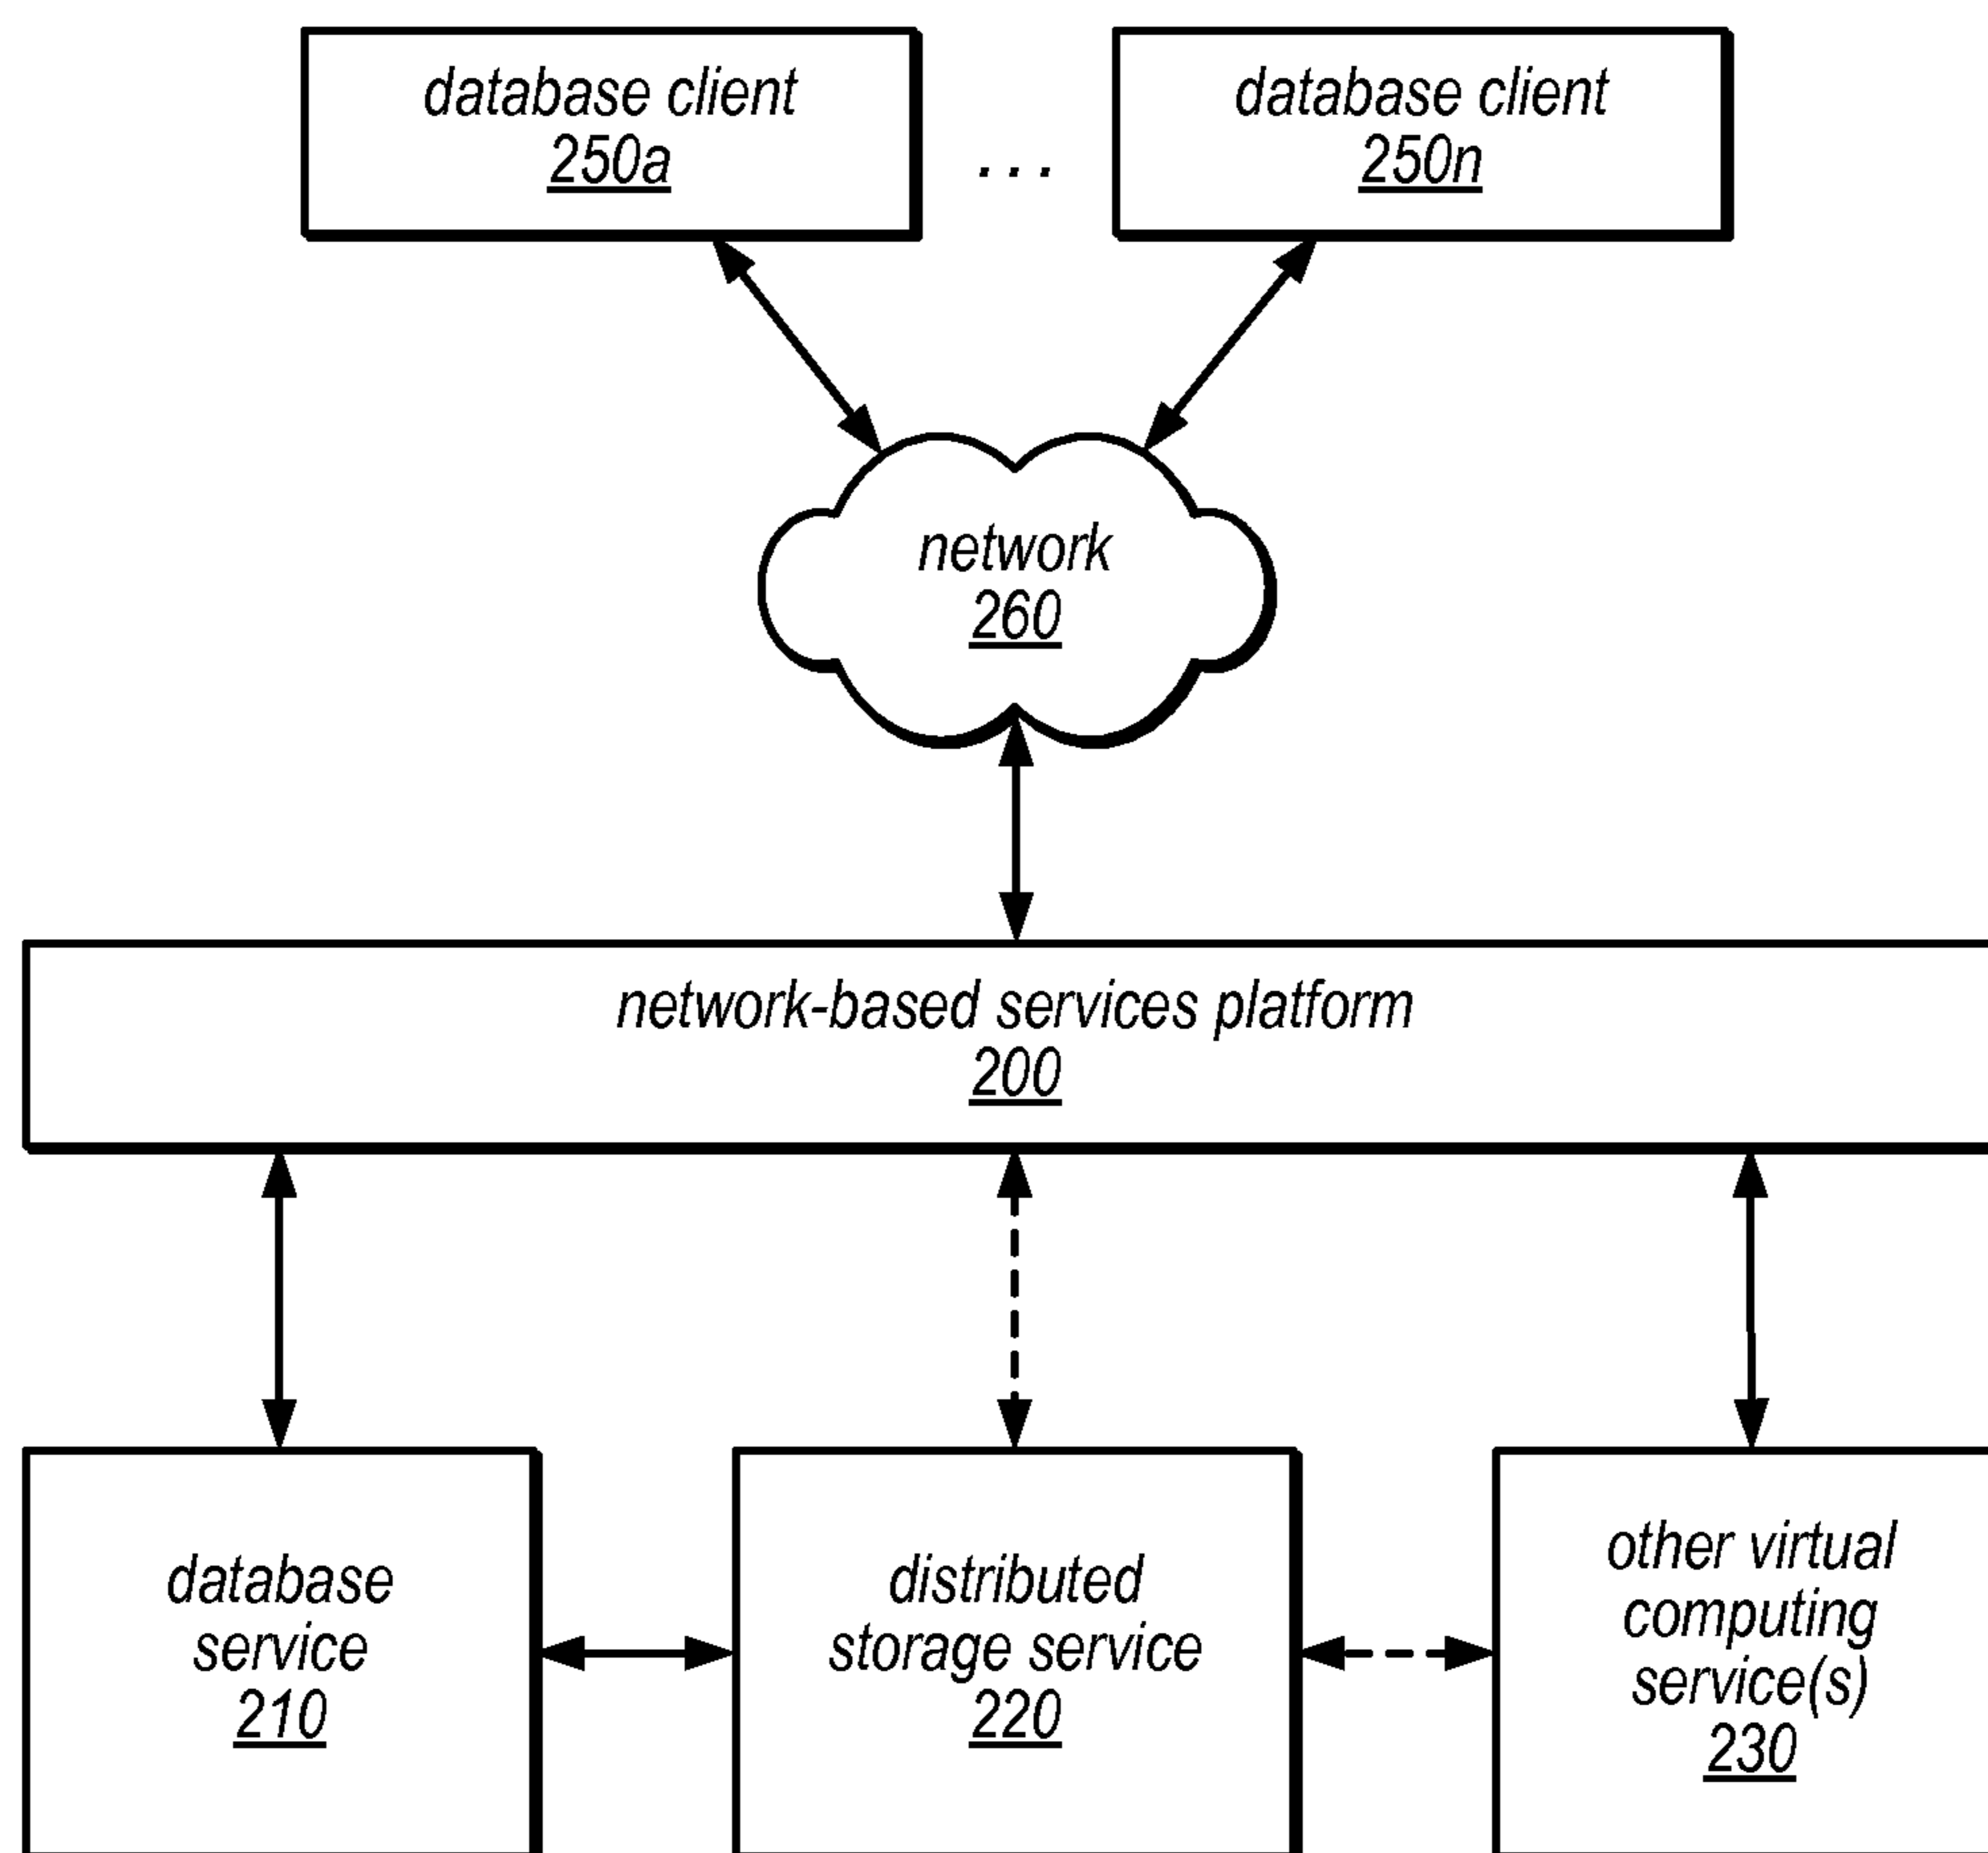 database client
250a
...
database client
250n
network
260
network-based services platform
200
database
service
210
distributed
storage service
220
other virtual
computing
service(s)
230